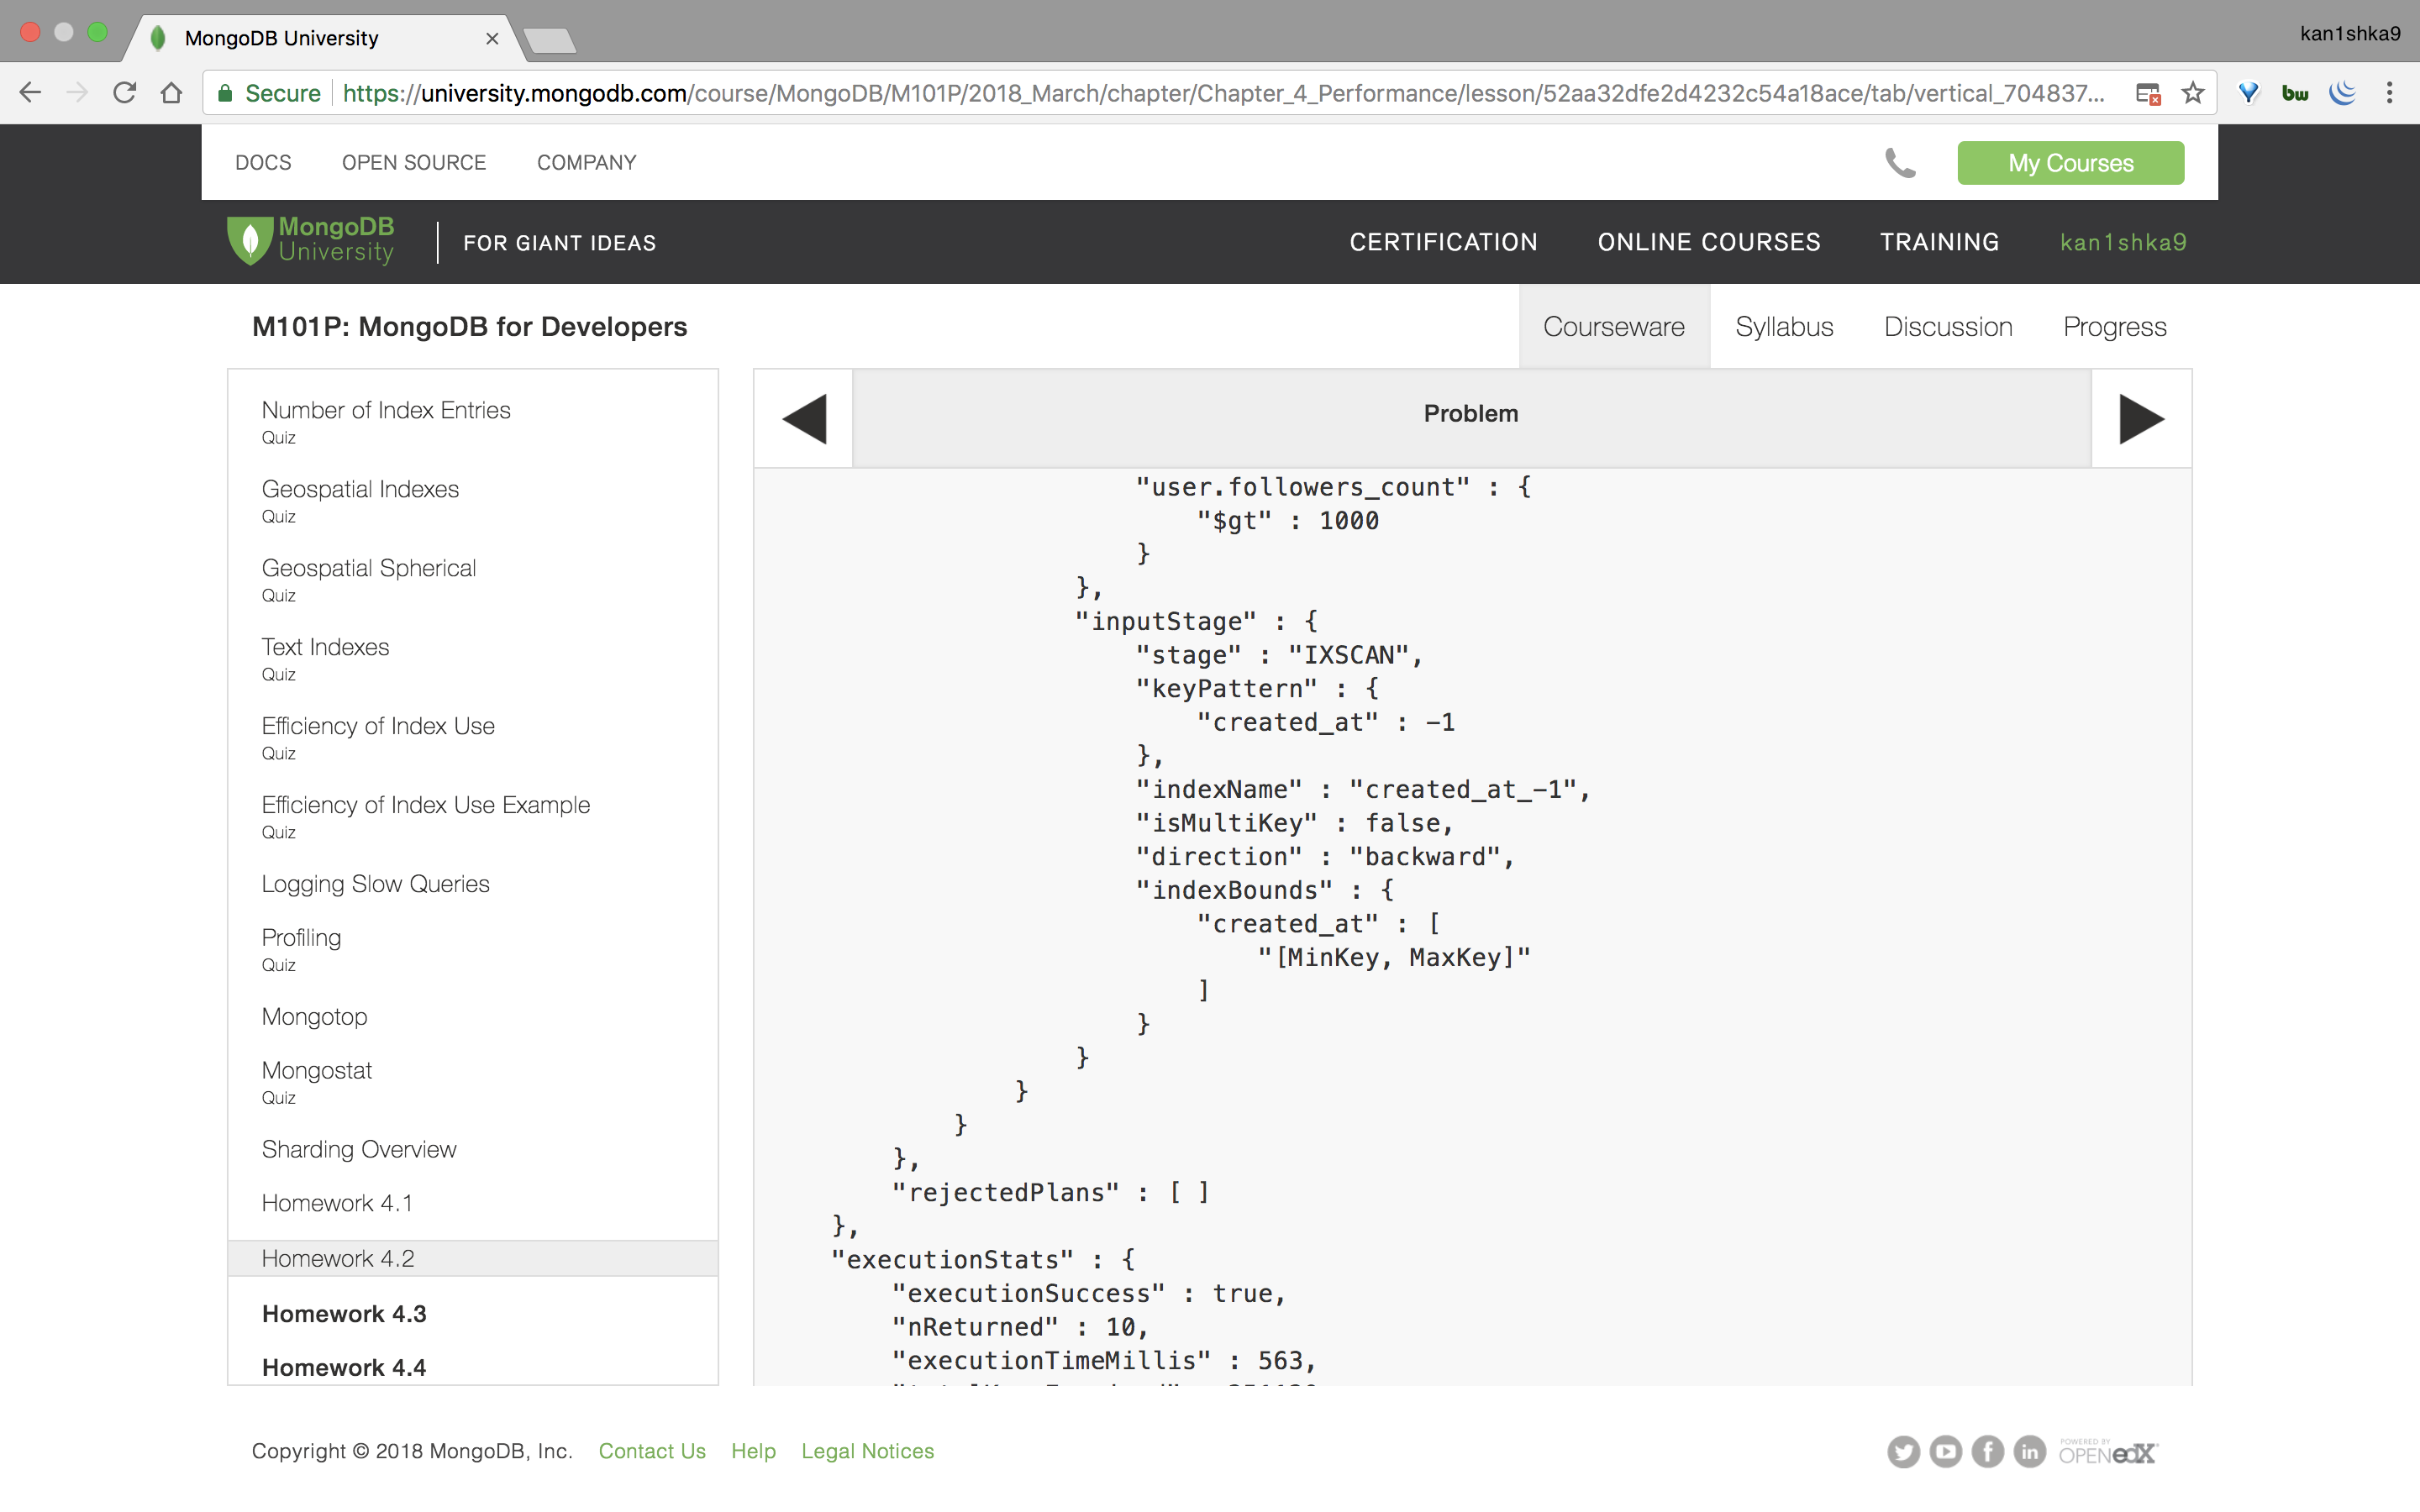 MongoDB University
kan1shka9
Secure https://university.mongodb.com/course/MongoDB/M101P/2018_March/chapter/Chapter_4_Performance/lesson/52aa32dfe2d4232c54a18ace/tab/vertical_704837...
bw
DOCS OPEN SOURCE COMPANY
My Courses
MongoDB
University
FOR GIANT IDEAS
CERTIFICATION ONLINE COURSES TRAINING kan1shka9
M101P: MongoDB for Developers
Courseware Syllabus Discussion Progress
Number of Index Entries
Quiz
Geospatial Indexes
Quiz
Geospatial Spherical
Quiz
Text Indexes
Quiz
Efficiency of Index Use
Quiz
Efficiency of Index Use Example
Quiz
Logging Slow Queries
Profiling
Quiz
Mongotop
Mongostat
Quiz
Sharding Overview
Homework 4.1
Homework 4.2
Homework 4.3
Homework 4.4
Problem
"user.followers_count" : {
"$gt" : 1000
}
},
"inputStage" : {
"stage" : "IXSCAN",
"keyPattern" : {
"created_at" : -1
},
"indexName" : "created_at_-1",
"isMultiKey" : false,
"direction" : "backward",
"indexBounds" : {
"created_at" : [
"[MinKey, MaxKey]"
]
}
}
}
}
},
"rejectedPlans" : [ ]
},
"executionStats" : {
"executionSuccess" : true,
"nReturned" : 10,
"executionTimeMillis" : 563,
Copyright © 2018 MongoDB, Inc. Contact Us Help Legal Notices
POWERED BY
OPEN edX